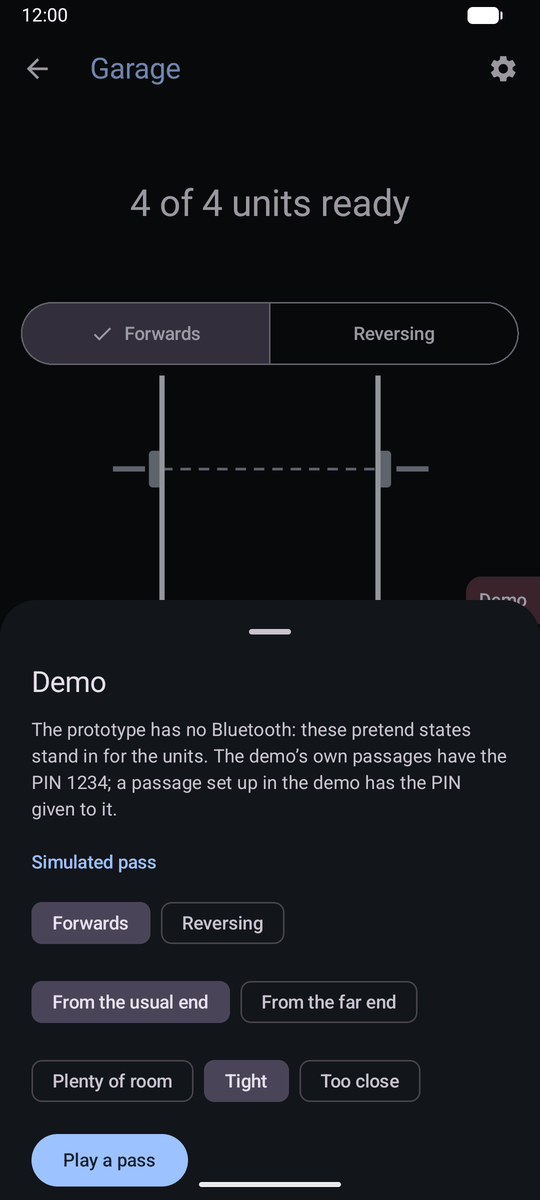 12:00
Garage
4 of 4 units ready
Forwards
Reversing
Demo
Demo
The prototype has no Bluetooth: these pretend states
stand in for the units. The demo’s own passages have the
PIN 1234; a passage set up in the demo has the PIN
given to it.
Simulated pass
Forwards
Reversing
From the usual end
From the far end
Plenty of room
Tight
Too close
Play a pass